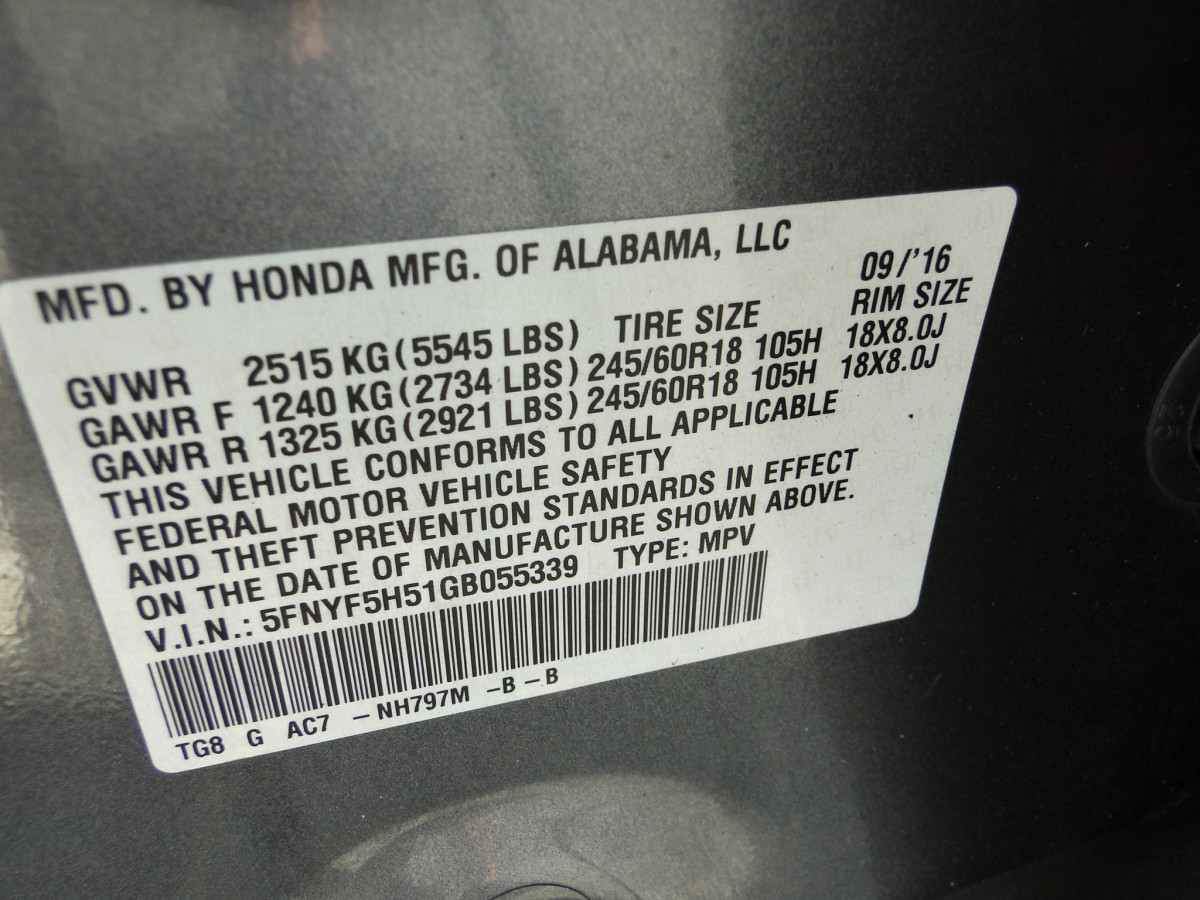 MFD. BY HONDA MFG. OF ALABAMA, LLC
09/'16
GVWR 2515 KG (5545 LBS) TIRE SIZE RIM SIZE
GAWR F 1240 KG (2734 LBS) 245/60R18 105H 18X8.0J
GAWR R 1325 KG (2921 LBS) 245/60R18 105H 18X8.0J
THIS VEHICLE CONFORMS TO ALL APPLICABLE
FEDERAL MOTOR VEHICLE SAFETY
AND THEFT PREVENTION STANDARDS IN EFFECT
ON THE DATE OF MANUFACTURE SHOWN ABOVE.
V.I.N.: 5FNYF5H51GB055339 TYPE: MPV
TG8 G AC7 – NH797M –B –B